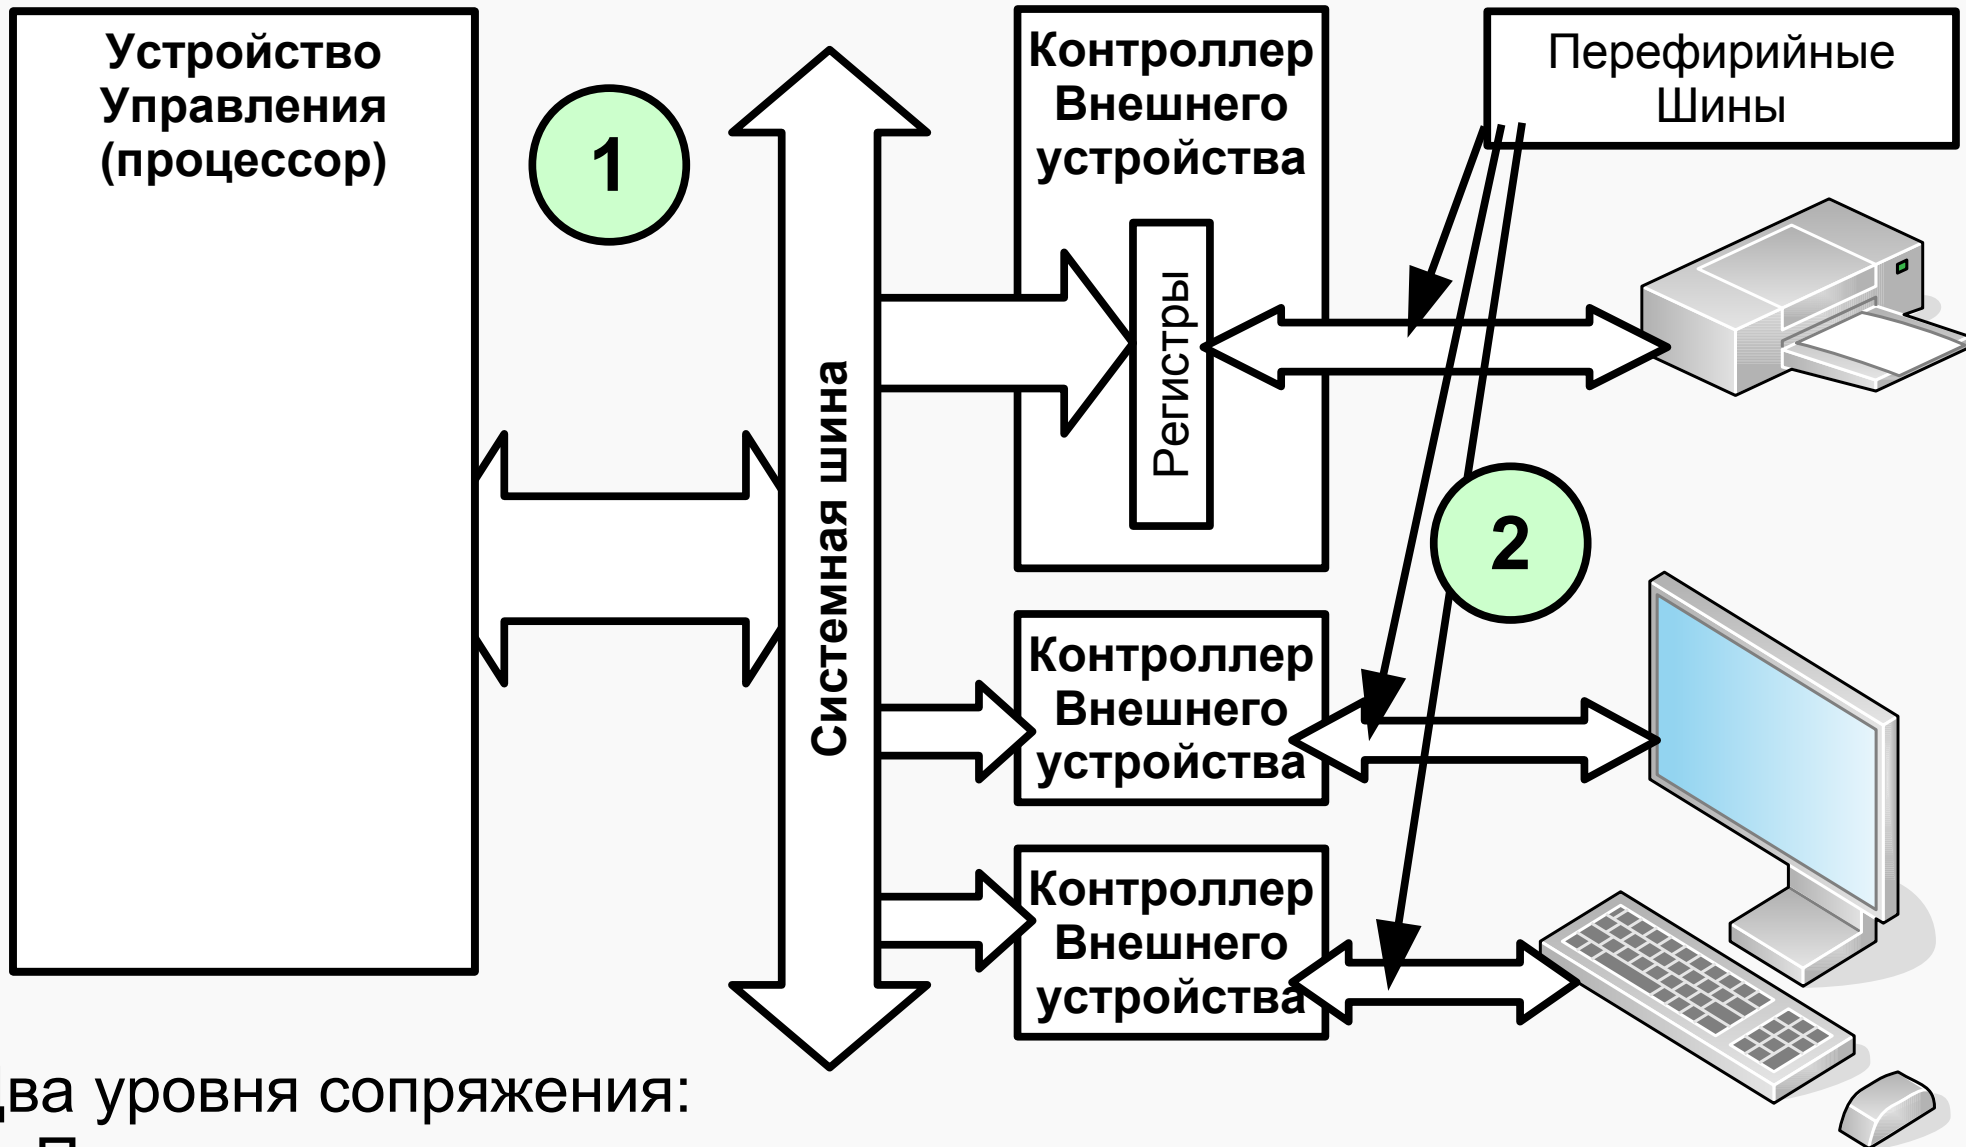 Устройство
Управления
(процессор)
1
Системная шина
Контроллер
Внешнего
устройства
Регистры
Перефирийные
Шины
2
Контроллер
Внешнего
устройства
Контроллер
Внешнего
устройства
уровня сопряжения: